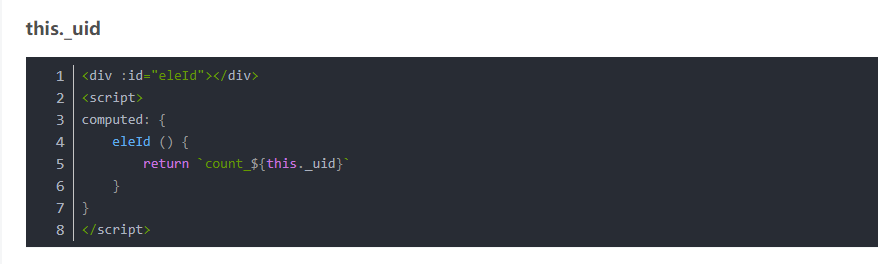 this._uid
1 <div :id="eleId"></div>
2 <script>
3 computed: {
4     eleId () {
5         return `count_${this._uid}`
6     }
7 }
8 </script>